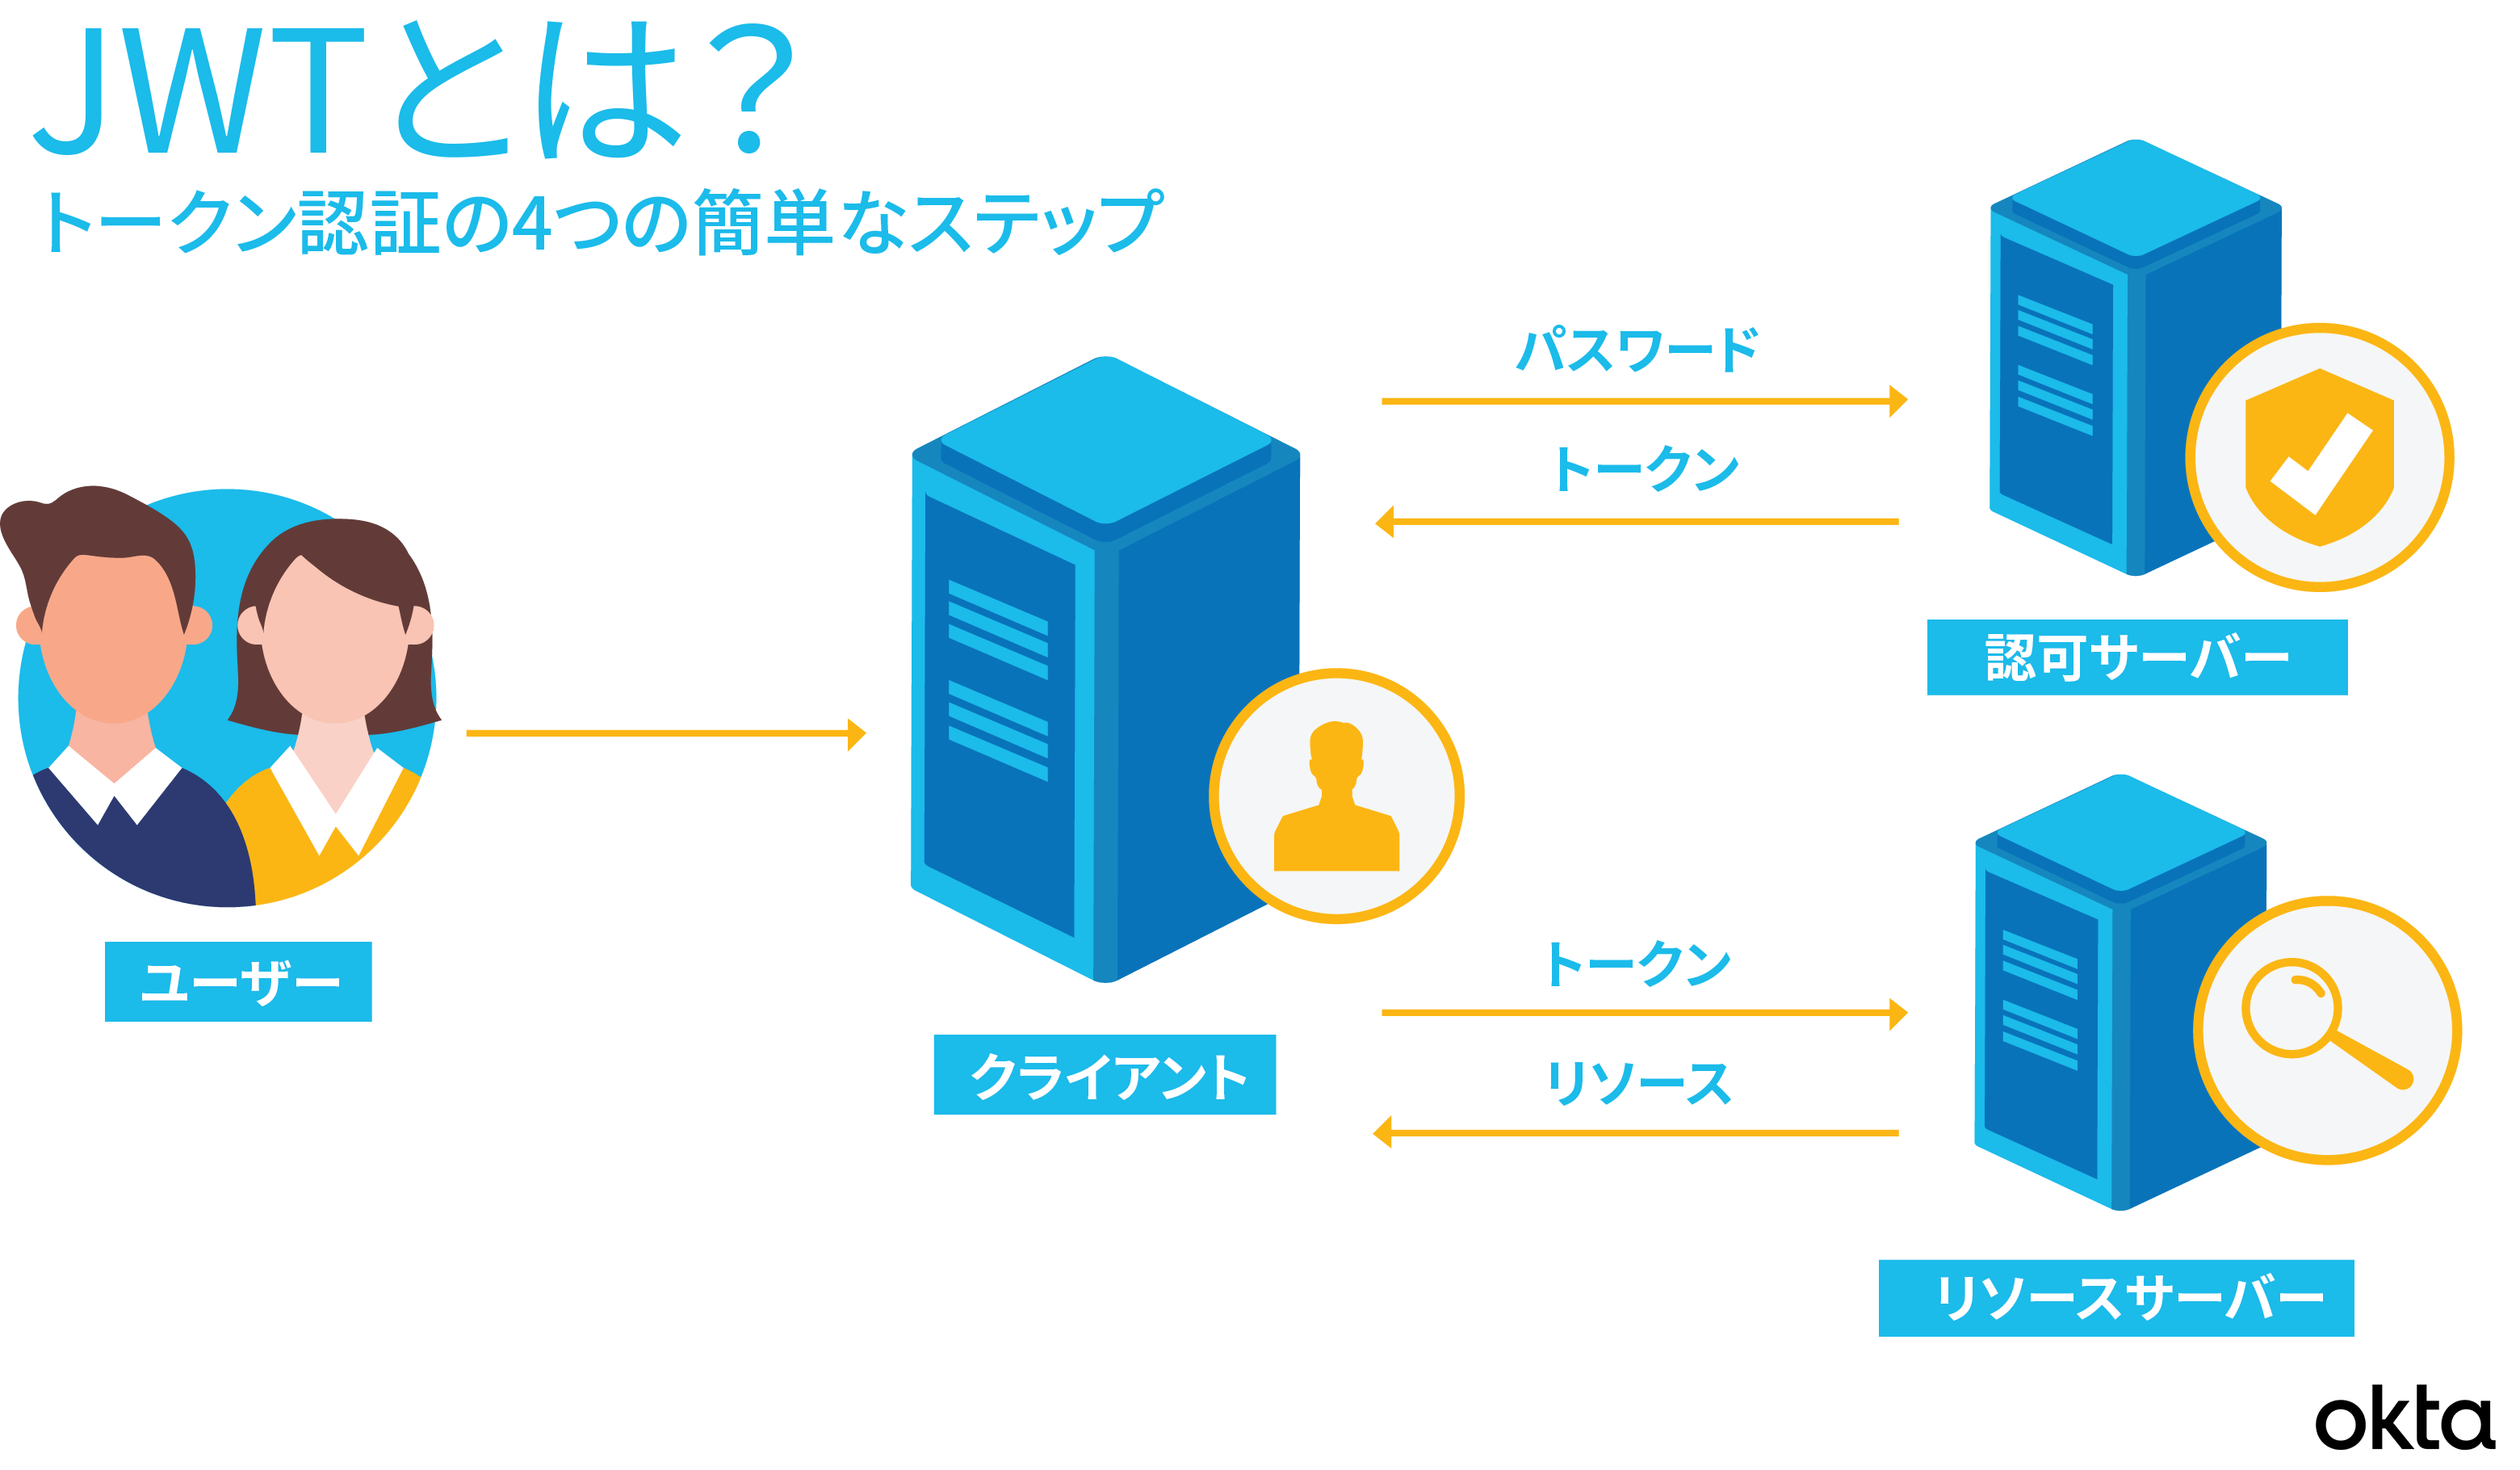 JWTとは？
トークン認証の4つの簡単なステップ
パスワード
トークン
認可サーバー
ユーザー
クライアント
トークン
リソース
リソースサーバー
okta